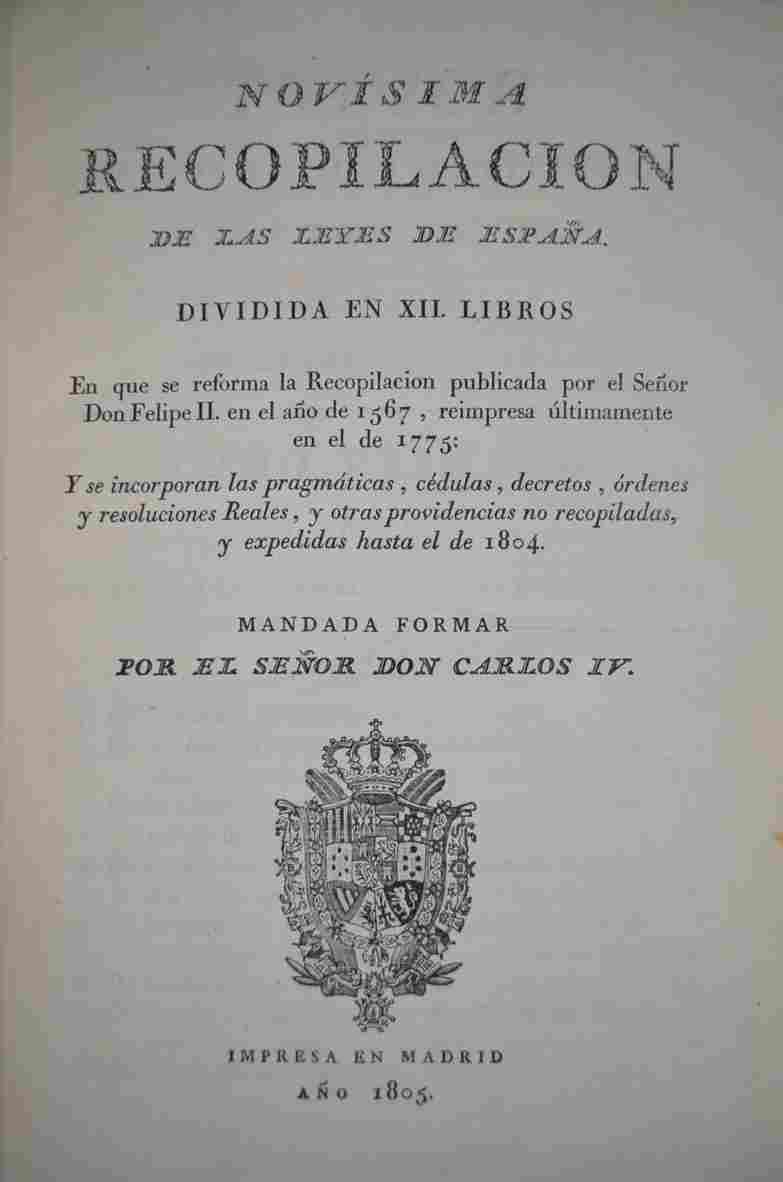 NOVÍSIMA
RECOPILACION
DE LAS LEYES DE ESPAÑA.
DIVIDIDA EN XII. LIBROS
En que se reforma la Recopilacion publicada por el Señor
Don Felipe II. en el año de 1567 , reimpresa últimamente
en el de 1775:
Y se incorporan las pragmáticas , cédulas , decretos , órdenes
y resoluciones Reales , y otras providencias no recopiladas,
y expedidas hasta el de 1804.
MANDADA FORMAR
POR EL SEÑOR DON CARLOS IV.
IMPRESA EN MADRID
AÑO 1805.